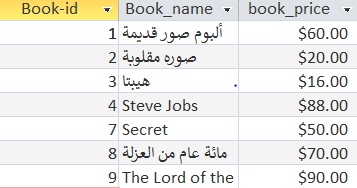 Book-id Book_name book_price
1 ألبوم صور قديمة $60.00
2 صوره مقلوبة $20.00
3 هيبتا . $16.00
4 Steve Jobs $88.00
7 Secret $50.00
8 مائة عام من العزلة $70.00
9 The Lord of the $90.00